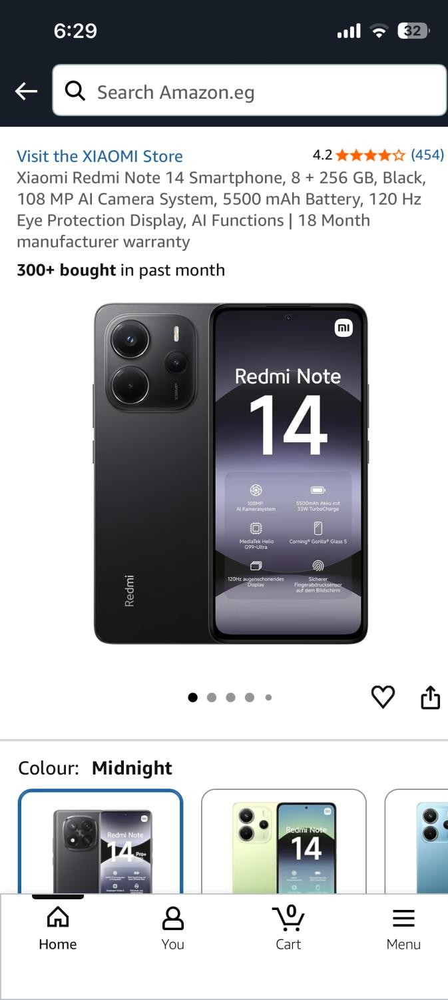 6:29
32
Search Amazon.eg
Visit the XIAOMI Store
4.2 (454)
Xiaomi Redmi Note 14 Smartphone, 8 + 256 GB, Black,
108 MP AI Camera System, 5500 mAh Battery, 120 Hz
Eye Protection Display, AI Functions | 18 Month
manufacturer warranty
300+ bought in past month
Redmi Note
14
108MP
AI Kamerasystem
5500mAh Akku mit
33W TurboCharge
MediaTek Helio
G99-Ultra
Corning® Gorilla® Glass 5
120Hz augenschonendes
Display
Sicherer
Fingerabdrucksensor
auf dem Bildschirm
108MP
Redmi
Colour: Midnight
Redmi Note
14 Pro+
Redmi Note
14
0
Home
You
Cart
Menu